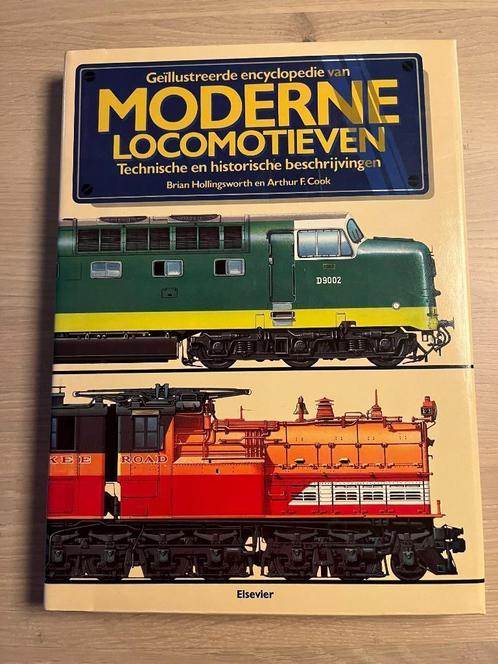 Geïllustreerde encyclopedie van
MODERNE
LOCOMOTIEVEN
Technische en historische beschrijvingen
Brian Hollingsworth en Arthur F. Cook
D9002
KEE ROAD
Elsevier